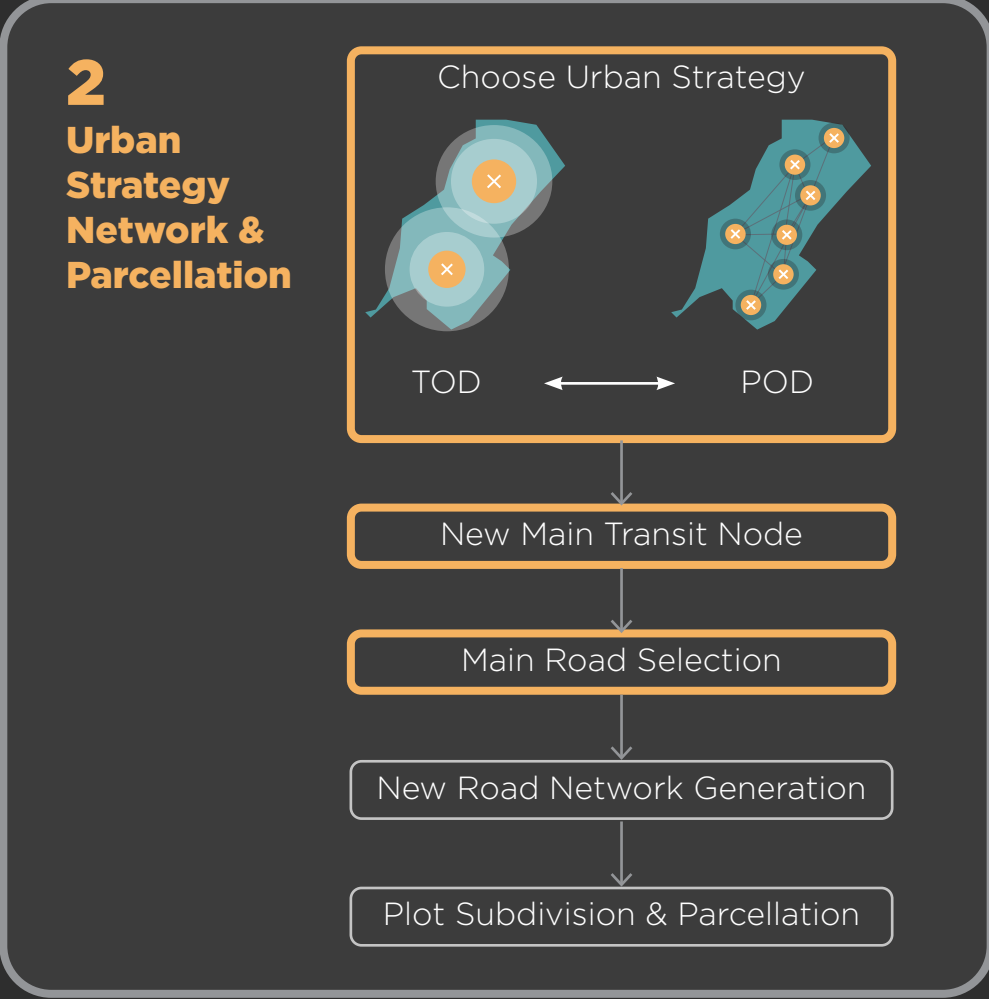 2
Urban
Strategy
Network &
Parcellation
Choose Urban Strategy
TOD
POD
New Main Transit Node
Main Road Selection
New Road Network Generation
Plot Subdivision & Parcellation